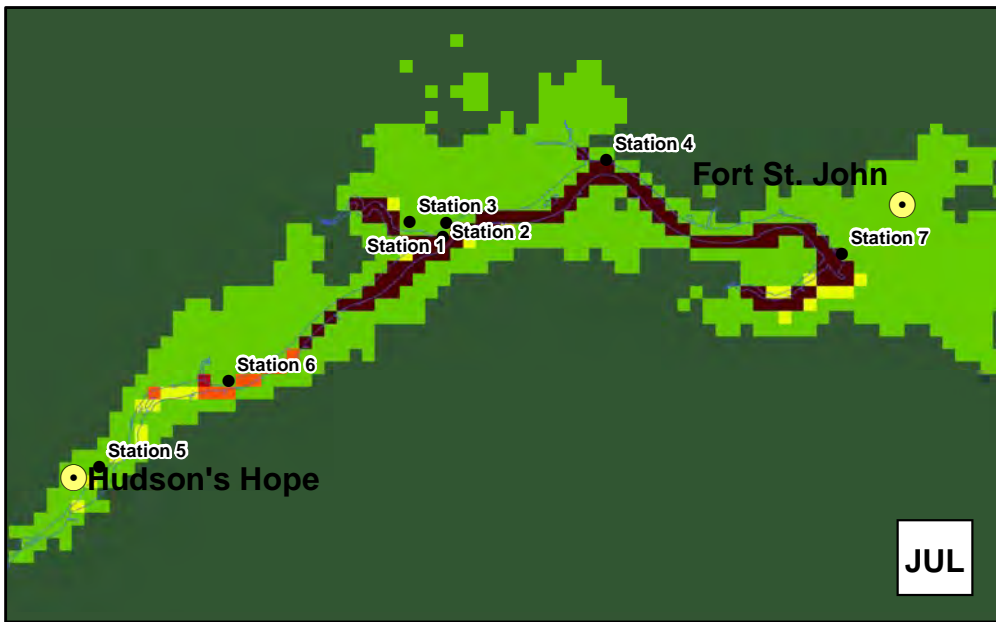 Station 4
Fort St. John
Station 3
Station 2
Station 1
Station 7
Station 6
Station 5
Hudson's Hope
JUL